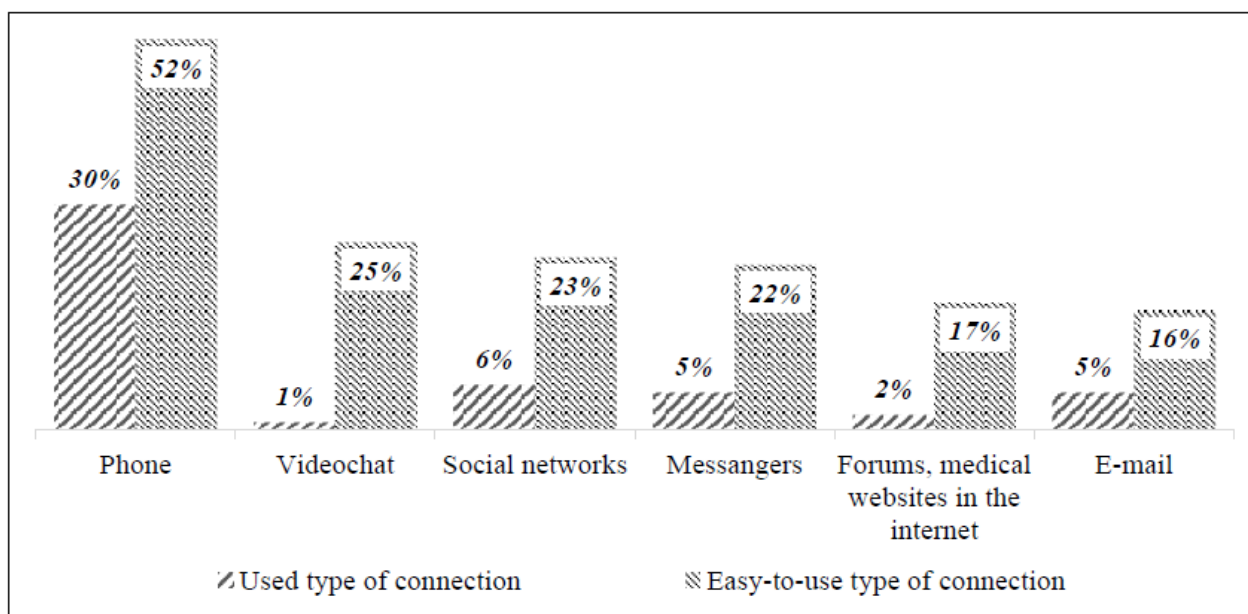 52%
30%
25%
23%
22%
17%
16%
6%
5%
5%
2%
1%
Phone
Videochat
Social networks
Messangers
Forums, medical
websites in the
internet
E-mail
Used type of connection
Easy-to-use type of connection